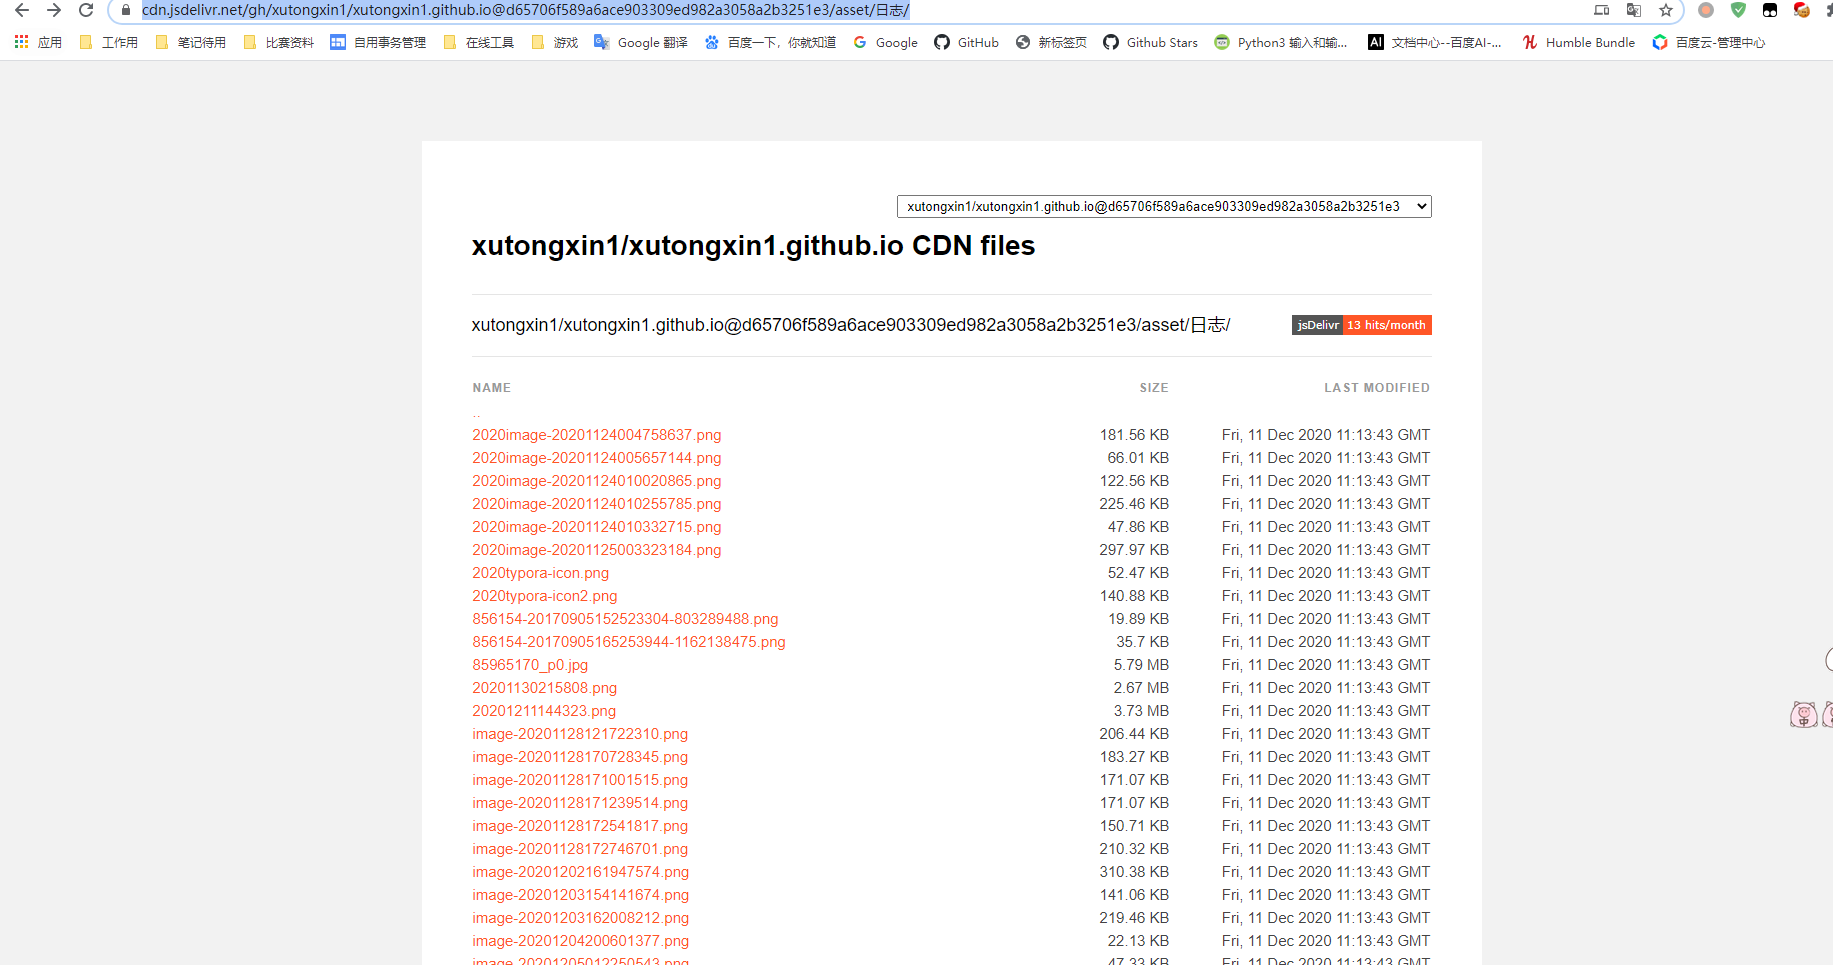 cdn.jsdelivr.net/gh/xutongxin1/xutongxin1.github.io@d65706f589a6ace903309ed982a3058a2b3251e3/asset/日志/
应用 工作用 笔记待用 比赛资料 自用事务管理 在线工具 游戏 Google 翻译 百度一下，你就知道 Google GitHub 新标签页 Github Stars Python3 输入和输... 文档中心--百度AI-... Humble Bundle 百度云-管理中心
xutongxin1/xutongxin1.github.io@d65706f589a6ace903309ed982a3058a2b3251e3
xutongxin1/xutongxin1.github.io CDN files
xutongxin1/xutongxin1.github.io@d65706f589a6ace903309ed982a3058a2b3251e3/asset/日志/ jsDelivr 13 hits/month
NAME SIZE LAST MODIFIED
..
2020image-20201124004758637.png 181.56 KB Fri, 11 Dec 2020 11:13:43 GMT
2020image-20201124005657144.png 66.01 KB Fri, 11 Dec 2020 11:13:43 GMT
2020image-20201124010020865.png 122.56 KB Fri, 11 Dec 2020 11:13:43 GMT
2020image-20201124010255785.png 225.46 KB Fri, 11 Dec 2020 11:13:43 GMT
2020image-20201124010332715.png 47.86 KB Fri, 11 Dec 2020 11:13:43 GMT
2020image-20201125003323184.png 297.97 KB Fri, 11 Dec 2020 11:13:43 GMT
2020typora-icon.png 52.47 KB Fri, 11 Dec 2020 11:13:43 GMT
2020typora-icon2.png 140.88 KB Fri, 11 Dec 2020 11:13:43 GMT
856154-20170905152523304-803289488.png 19.89 KB Fri, 11 Dec 2020 11:13:43 GMT
856154-20170905165253944-1162138475.png 35.7 KB Fri, 11 Dec 2020 11:13:43 GMT
85965170_p0.jpg 5.79 MB Fri, 11 Dec 2020 11:13:43 GMT
20201130215808.png 2.67 MB Fri, 11 Dec 2020 11:13:43 GMT
20201211144323.png 3.73 MB Fri, 11 Dec 2020 11:13:43 GMT
image-20201128121722310.png 206.44 KB Fri, 11 Dec 2020 11:13:43 GMT
image-20201128170728345.png 183.27 KB Fri, 11 Dec 2020 11:13:43 GMT
image-20201128171001515.png 171.07 KB Fri, 11 Dec 2020 11:13:43 GMT
image-20201128171239514.png 171.07 KB Fri, 11 Dec 2020 11:13:43 GMT
image-20201128172541817.png 150.71 KB Fri, 11 Dec 2020 11:13:43 GMT
image-20201128172746701.png 210.32 KB Fri, 11 Dec 2020 11:13:43 GMT
image-20201202161947574.png 310.38 KB Fri, 11 Dec 2020 11:13:43 GMT
image-20201203154141674.png 141.06 KB Fri, 11 Dec 2020 11:13:43 GMT
image-20201203162008212.png 219.46 KB Fri, 11 Dec 2020 11:13:43 GMT
image-20201204200601377.png 22.13 KB Fri, 11 Dec 2020 11:13:43 GMT
image-20201205012250543.png 47.33 KB Fri, 11 Dec 2020 11:13:43 GMT
中